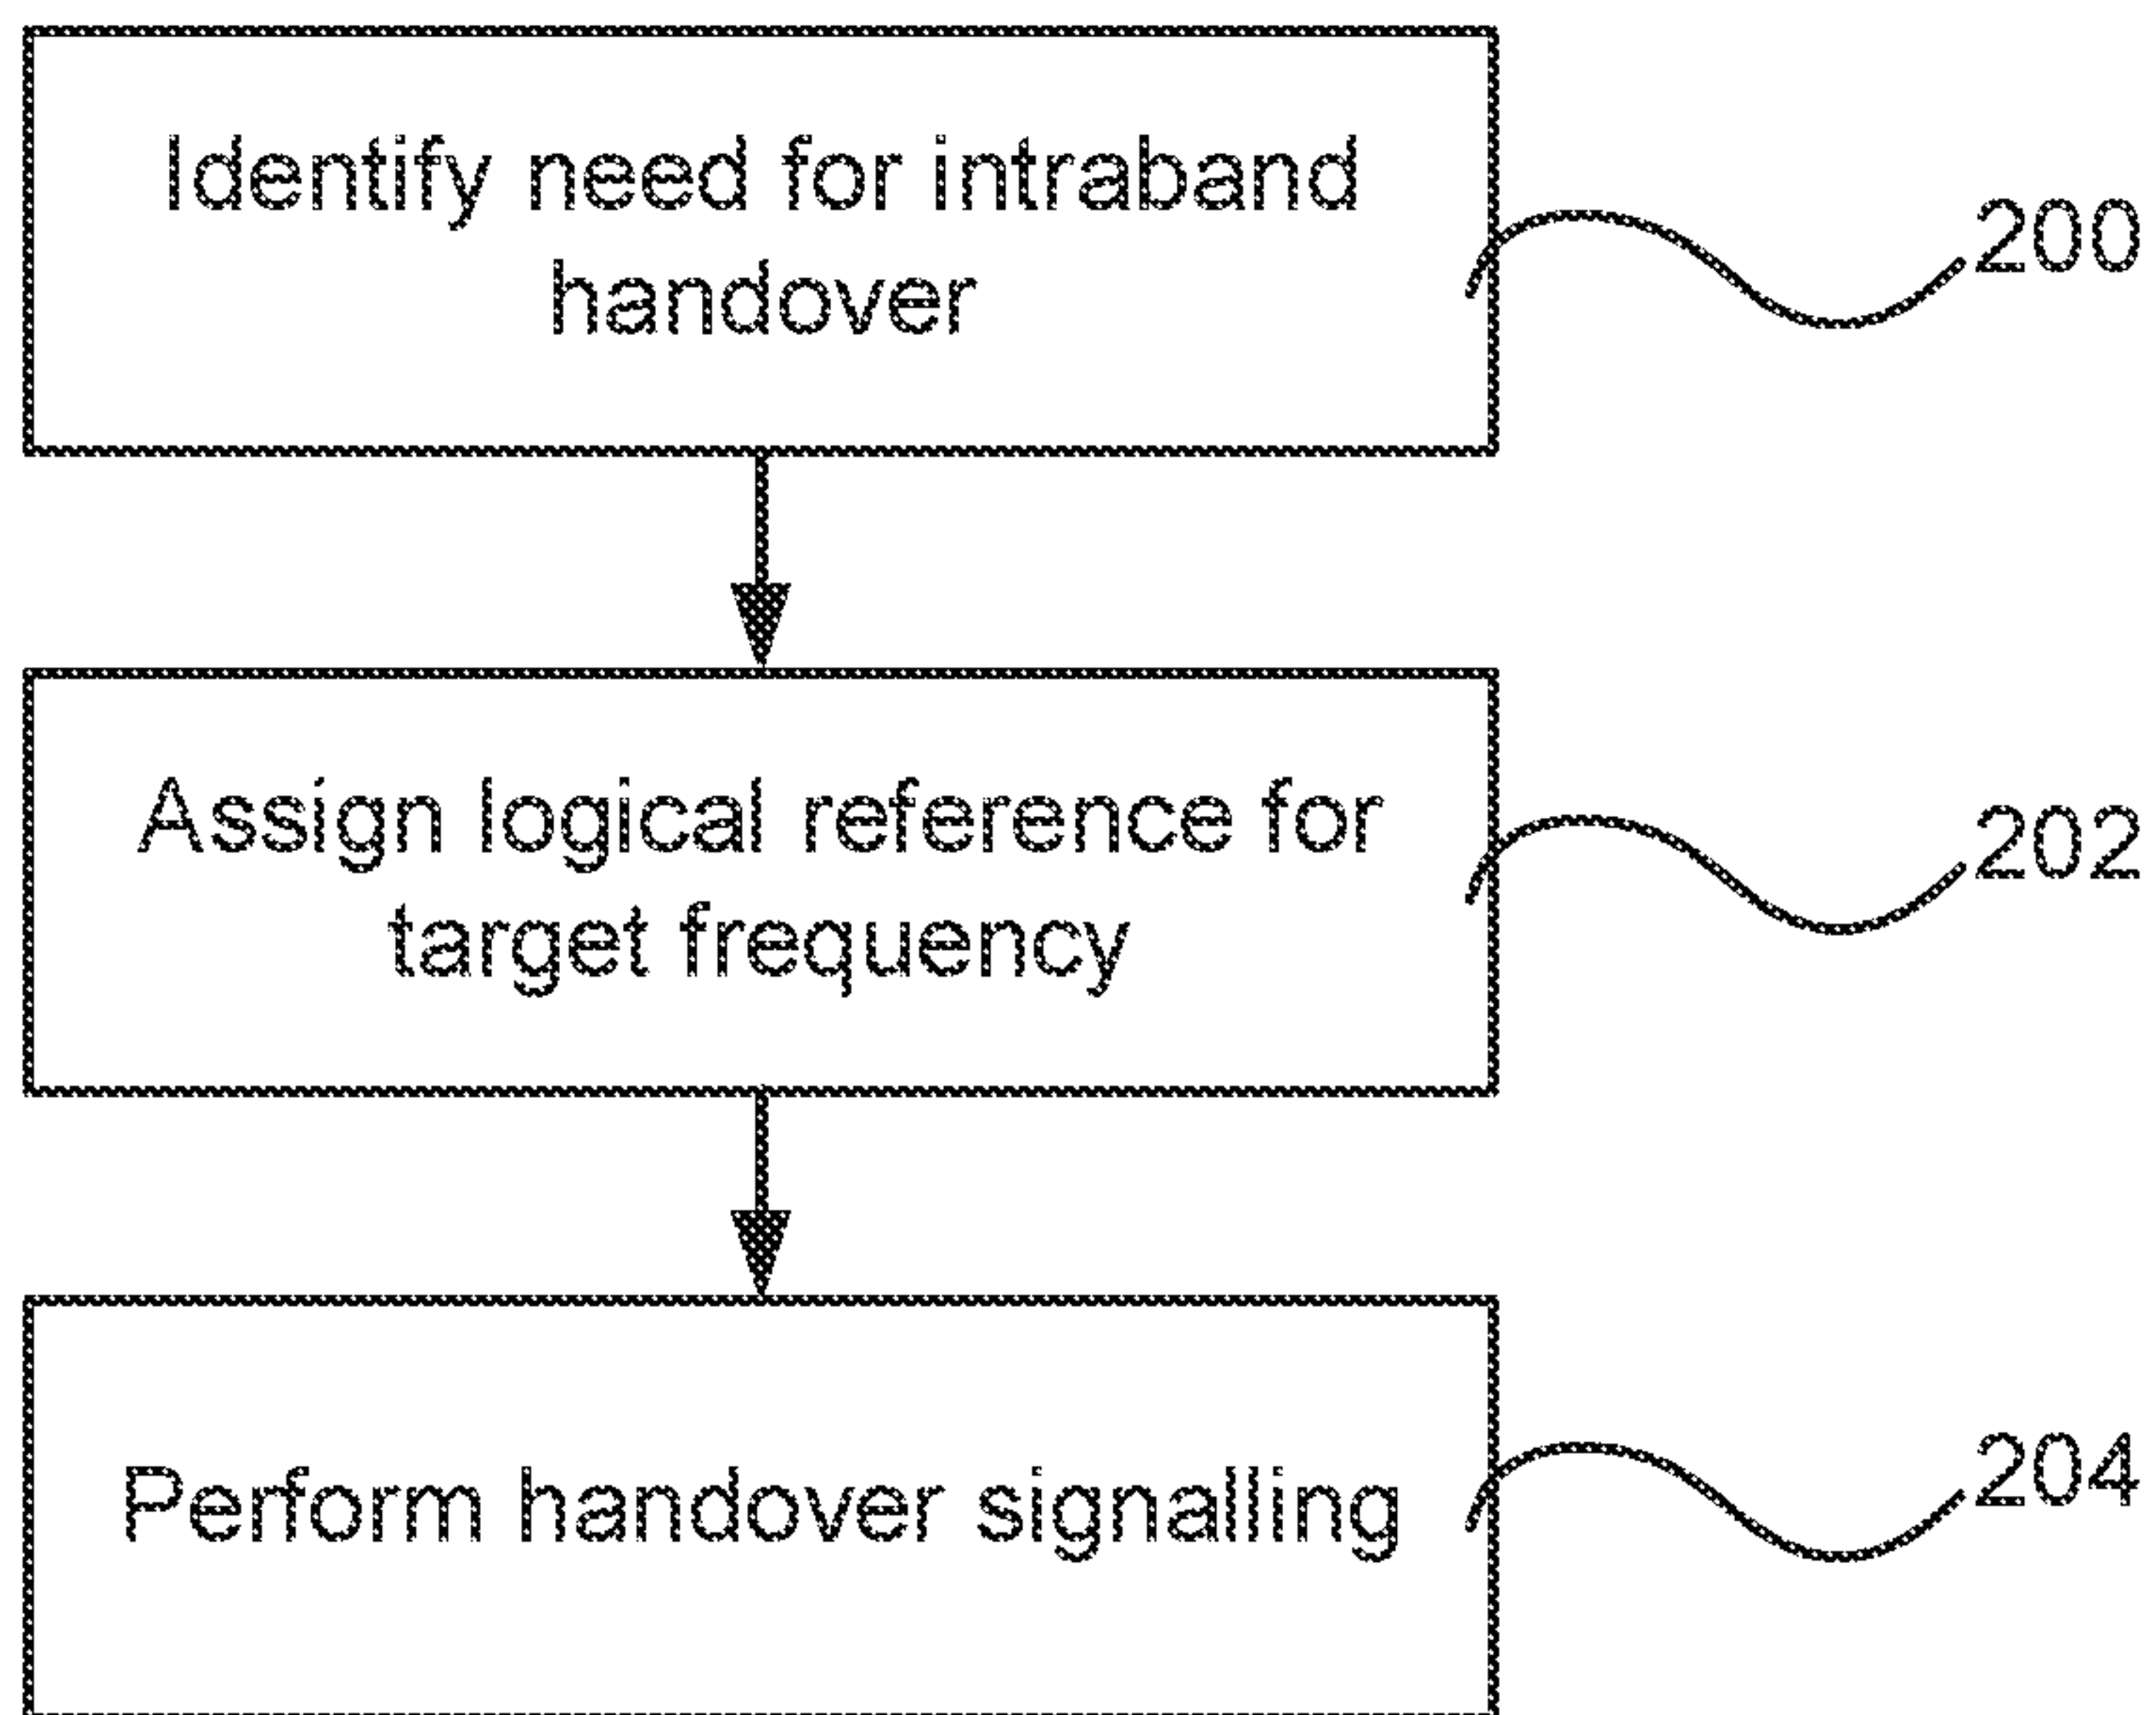 Identify need for intraband
handover
200
Assign logical reference for
target frequency
202
Perform handover signalling
204